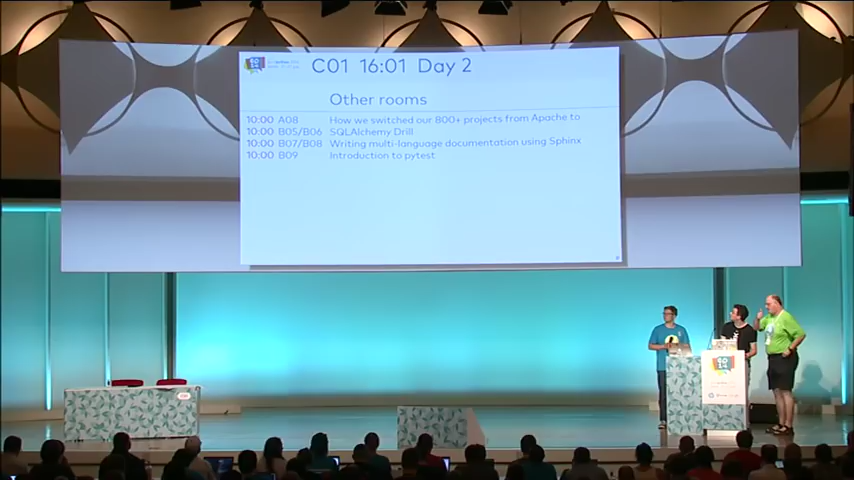 C01 16:01 Day 2
Other rooms
10:00 A08 How we switched our 800+ projects from Apache to
10:00 B05/B06 SQLAlchemy Drill
10:00 B07/B08 Writing multi-language documentation using Sphinx
10:00 B09 Introduction to pytest